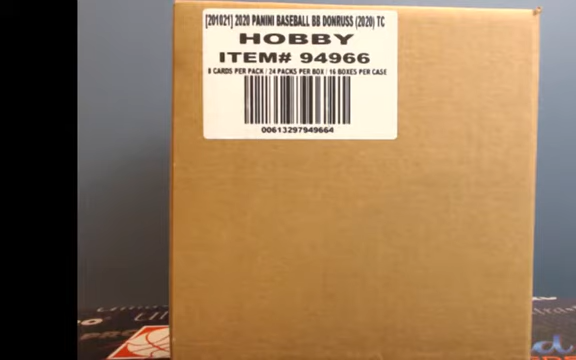 [201021] 2020 PANINI BASEBALL BB DONRUSS (2020) TC
HOBBY
ITEM# 94966
8 CARDS PER PACK / 24 PACKS PER BOX / 16 BOXES PER CASE
00613297949664